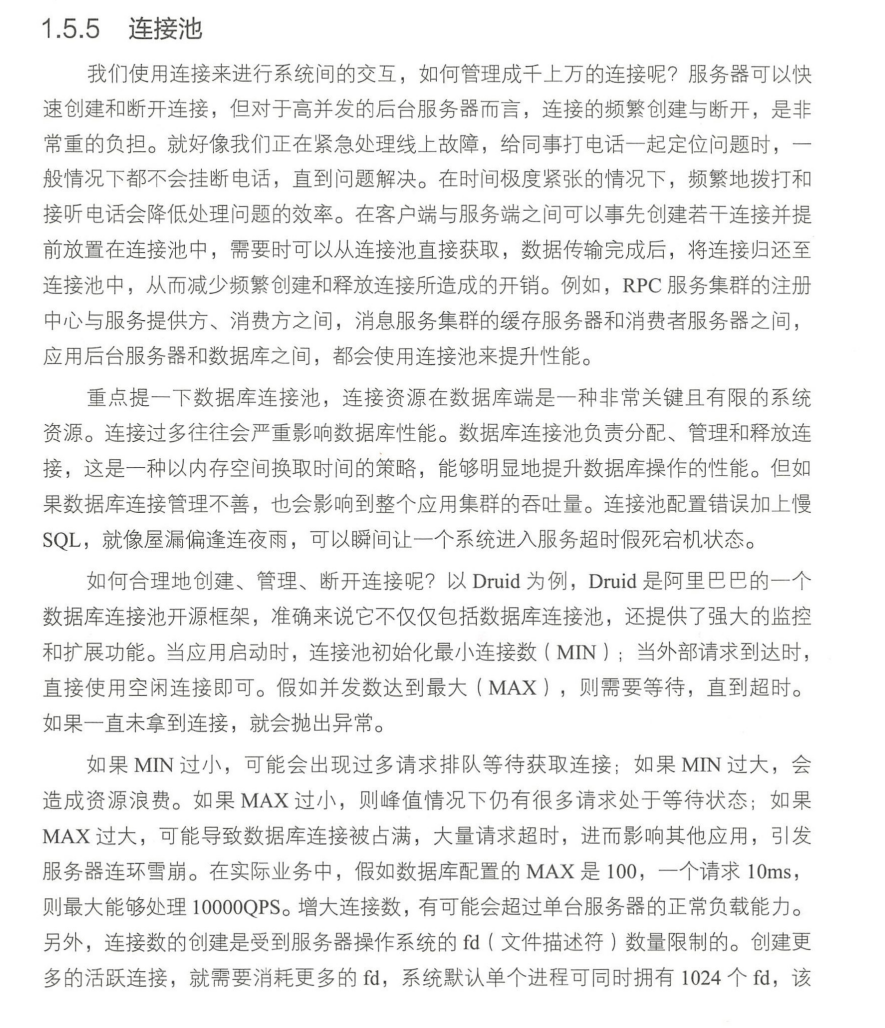 1.5.5 连接池
我们使用连接来进行系统间的交互，如何管理成千上万的连接呢？服务器可以快
速创建和断开连接，但对于高并发的后台服务器而言，连接的频繁创建与断开，是非
常重的负担。就好像我们正在紧急处理线上故障，给同事打电话一起定位问题时，一
般情况下都不会挂断电话，直到问题解决。在时间极度紧张的情况下，频繁地拨打和
接听电话会降低处理问题的效率。在客户端与服务端之间可以事先创建若干连接并提
前放置在连接池中，需要时可以从连接池直接获取，数据传输完成后，将连接归还至
连接池中，从而减少频繁创建和释放连接所造成的开销。例如，RPC 服务集群的注册
中心与服务提供方、消费方之间，消息服务集群的缓存服务器和消费者服务器之间，
应用后台服务器和数据库之间，都会使用连接池来提升性能。
重点提一下数据库连接池，连接资源在数据库端是一种非常关键且有限的系统
资源。连接过多往往会严重影响数据库性能。数据库连接池负责分配、管理和释放连
接，这是一种以内存空间换取时间的策略，能够明显地提升数据库操作的性能。但如
果数据库连接管理不善，也会影响到整个应用集群的吞吐量。连接池配置错误加上慢
SQL，就像屋漏偏逢连夜雨，可以瞬间让一个系统进入服务超时假死宕机状态。
如何合理地创建、管理、断开连接呢？以 Druid 为例，Druid 是阿里巴巴的一个
数据库连接池开源框架，准确来说它不仅仅包括数据库连接池，还提供了强大的监控
和扩展功能。当应用启动时，连接池初始化最小连接数（MIN）；当外部请求到达时，
直接使用空闲连接即可。假如并发数达到最大（MAX），则需要等待，直到超时。
如果一直未拿到连接，就会抛出异常。
如果 MIN 过小，可能会出现过多请求排队等待获取连接；如果 MIN 过大，会
造成资源浪费。如果 MAX 过小，则峰值情况下仍有很多请求处于等待状态；如果
MAX 过大，可能导致数据库连接被占满，大量请求超时，进而影响其他应用，引发
服务器连环雪崩。在实际业务中，假如数据库配置的 MAX 是 100，一个请求 10ms，
则最大能够处理 10000QPS。增大连接数，有可能会超过单台服务器的正常负载能力。
另外，连接数的创建是受到服务器操作系统的 fd（文件描述符）数量限制的。创建更
多的活跃连接，就需要消耗更多的 fd，系统默认单个进程可同时拥有 1024 个 fd，该